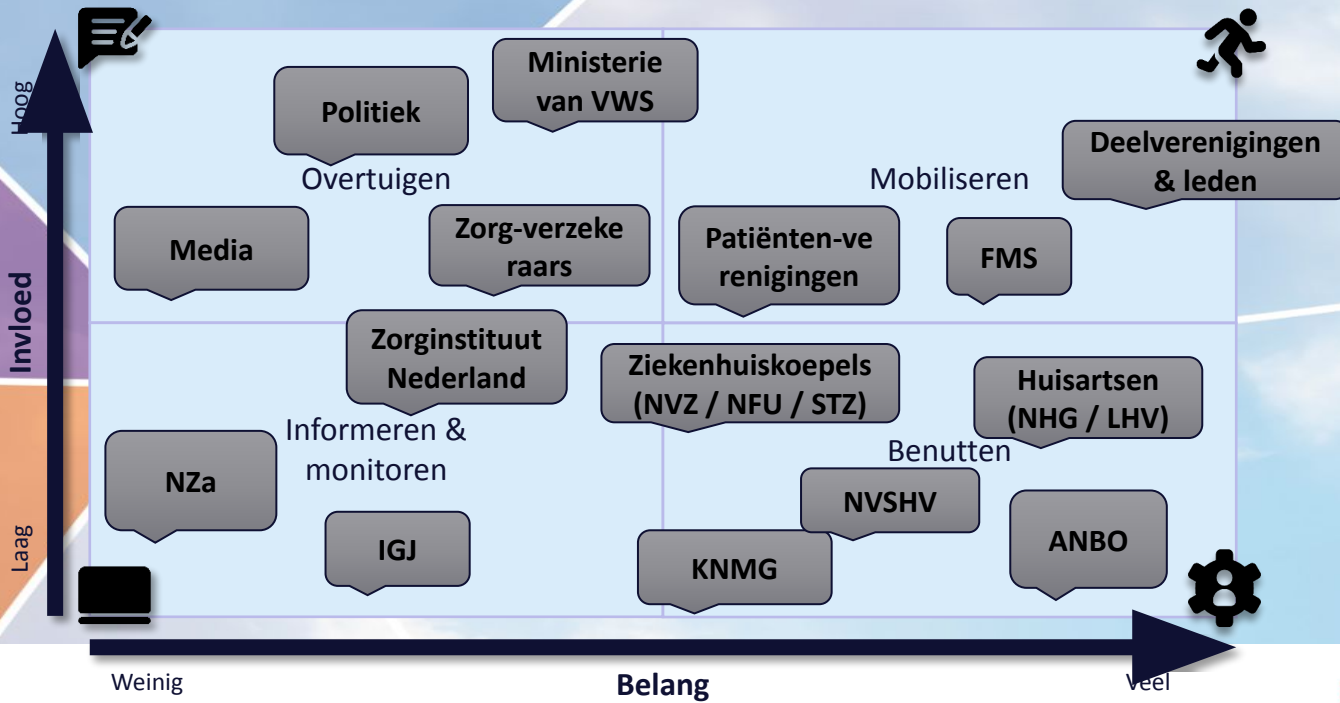 Hoog
Invloed
Laag
Politiek
Ministerie
van VWS
Overtuigen
Media
Zorg-verzeke
raars
Mobiliseren
Deelverenigingen
& leden
Patiënten-ve
renigingen
FMS
Zorginstituut
Nederland
Informeren &
monitoren
NZa
IGJ
Ziekenhuiskoepels
(NVZ / NFU / STZ)
Huisartsen
(NHG / LHV)
Benutten
NVSHV
KNMG
ANBO
Weinig
Belang
Veel